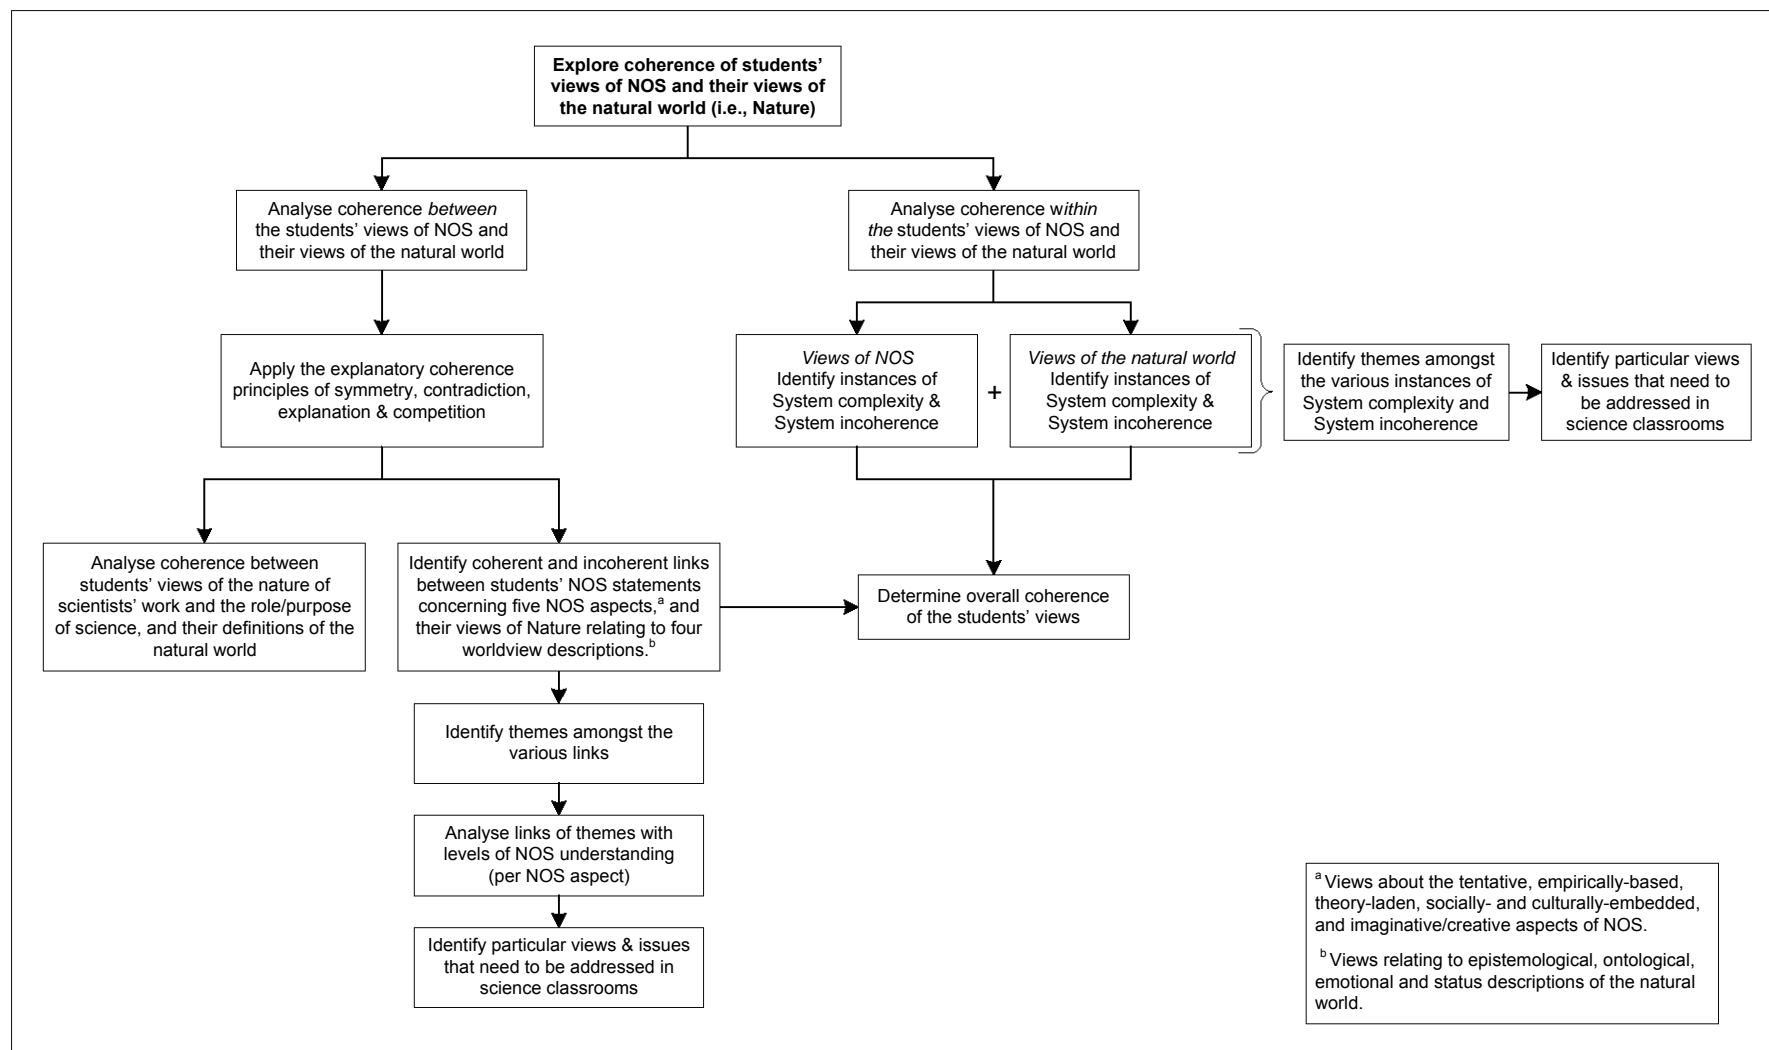 Explore coherence of students’
views of NOS and their views of
the natural world (i.e., Nature)
Analyse coherence between
the students’ views of NOS and
their views of the natural world
Analyse coherence within
the students’ views of NOS and
their views of the natural world
Apply the explanatory coherence
principles of symmetry, contradiction,
explanation & competition
Views of NOS
Identify instances of
System complexity &
System incoherence
+
Views of the natural world
Identify instances of
System complexity &
System incoherence
Identify themes amongst
the various instances of
System complexity and
System incoherence
Identify particular views
& issues that need to
be addressed in
science classrooms
Analyse coherence between
students’ views of the nature of
scientists’ work and the role/purpose
of science, and their definitions of the
natural world
Identify coherent and incoherent links
between students’ NOS statements
concerning five NOS aspects,a and
their views of Nature relating to four
worldview descriptions.b
Determine overall coherence
of the students’ views
Identify themes amongst the
various links
Analyse links of themes with
levels of NOS understanding
(per NOS aspect)
Identify particular views & issues
that need to be addressed in
science classrooms
a Views about the tentative, empirically-based,
theory-laden, socially- and culturally-embedded,
and imaginative/creative aspects of NOS.
b Views relating to epistemological, ontological,
emotional and status descriptions of the natural
world.